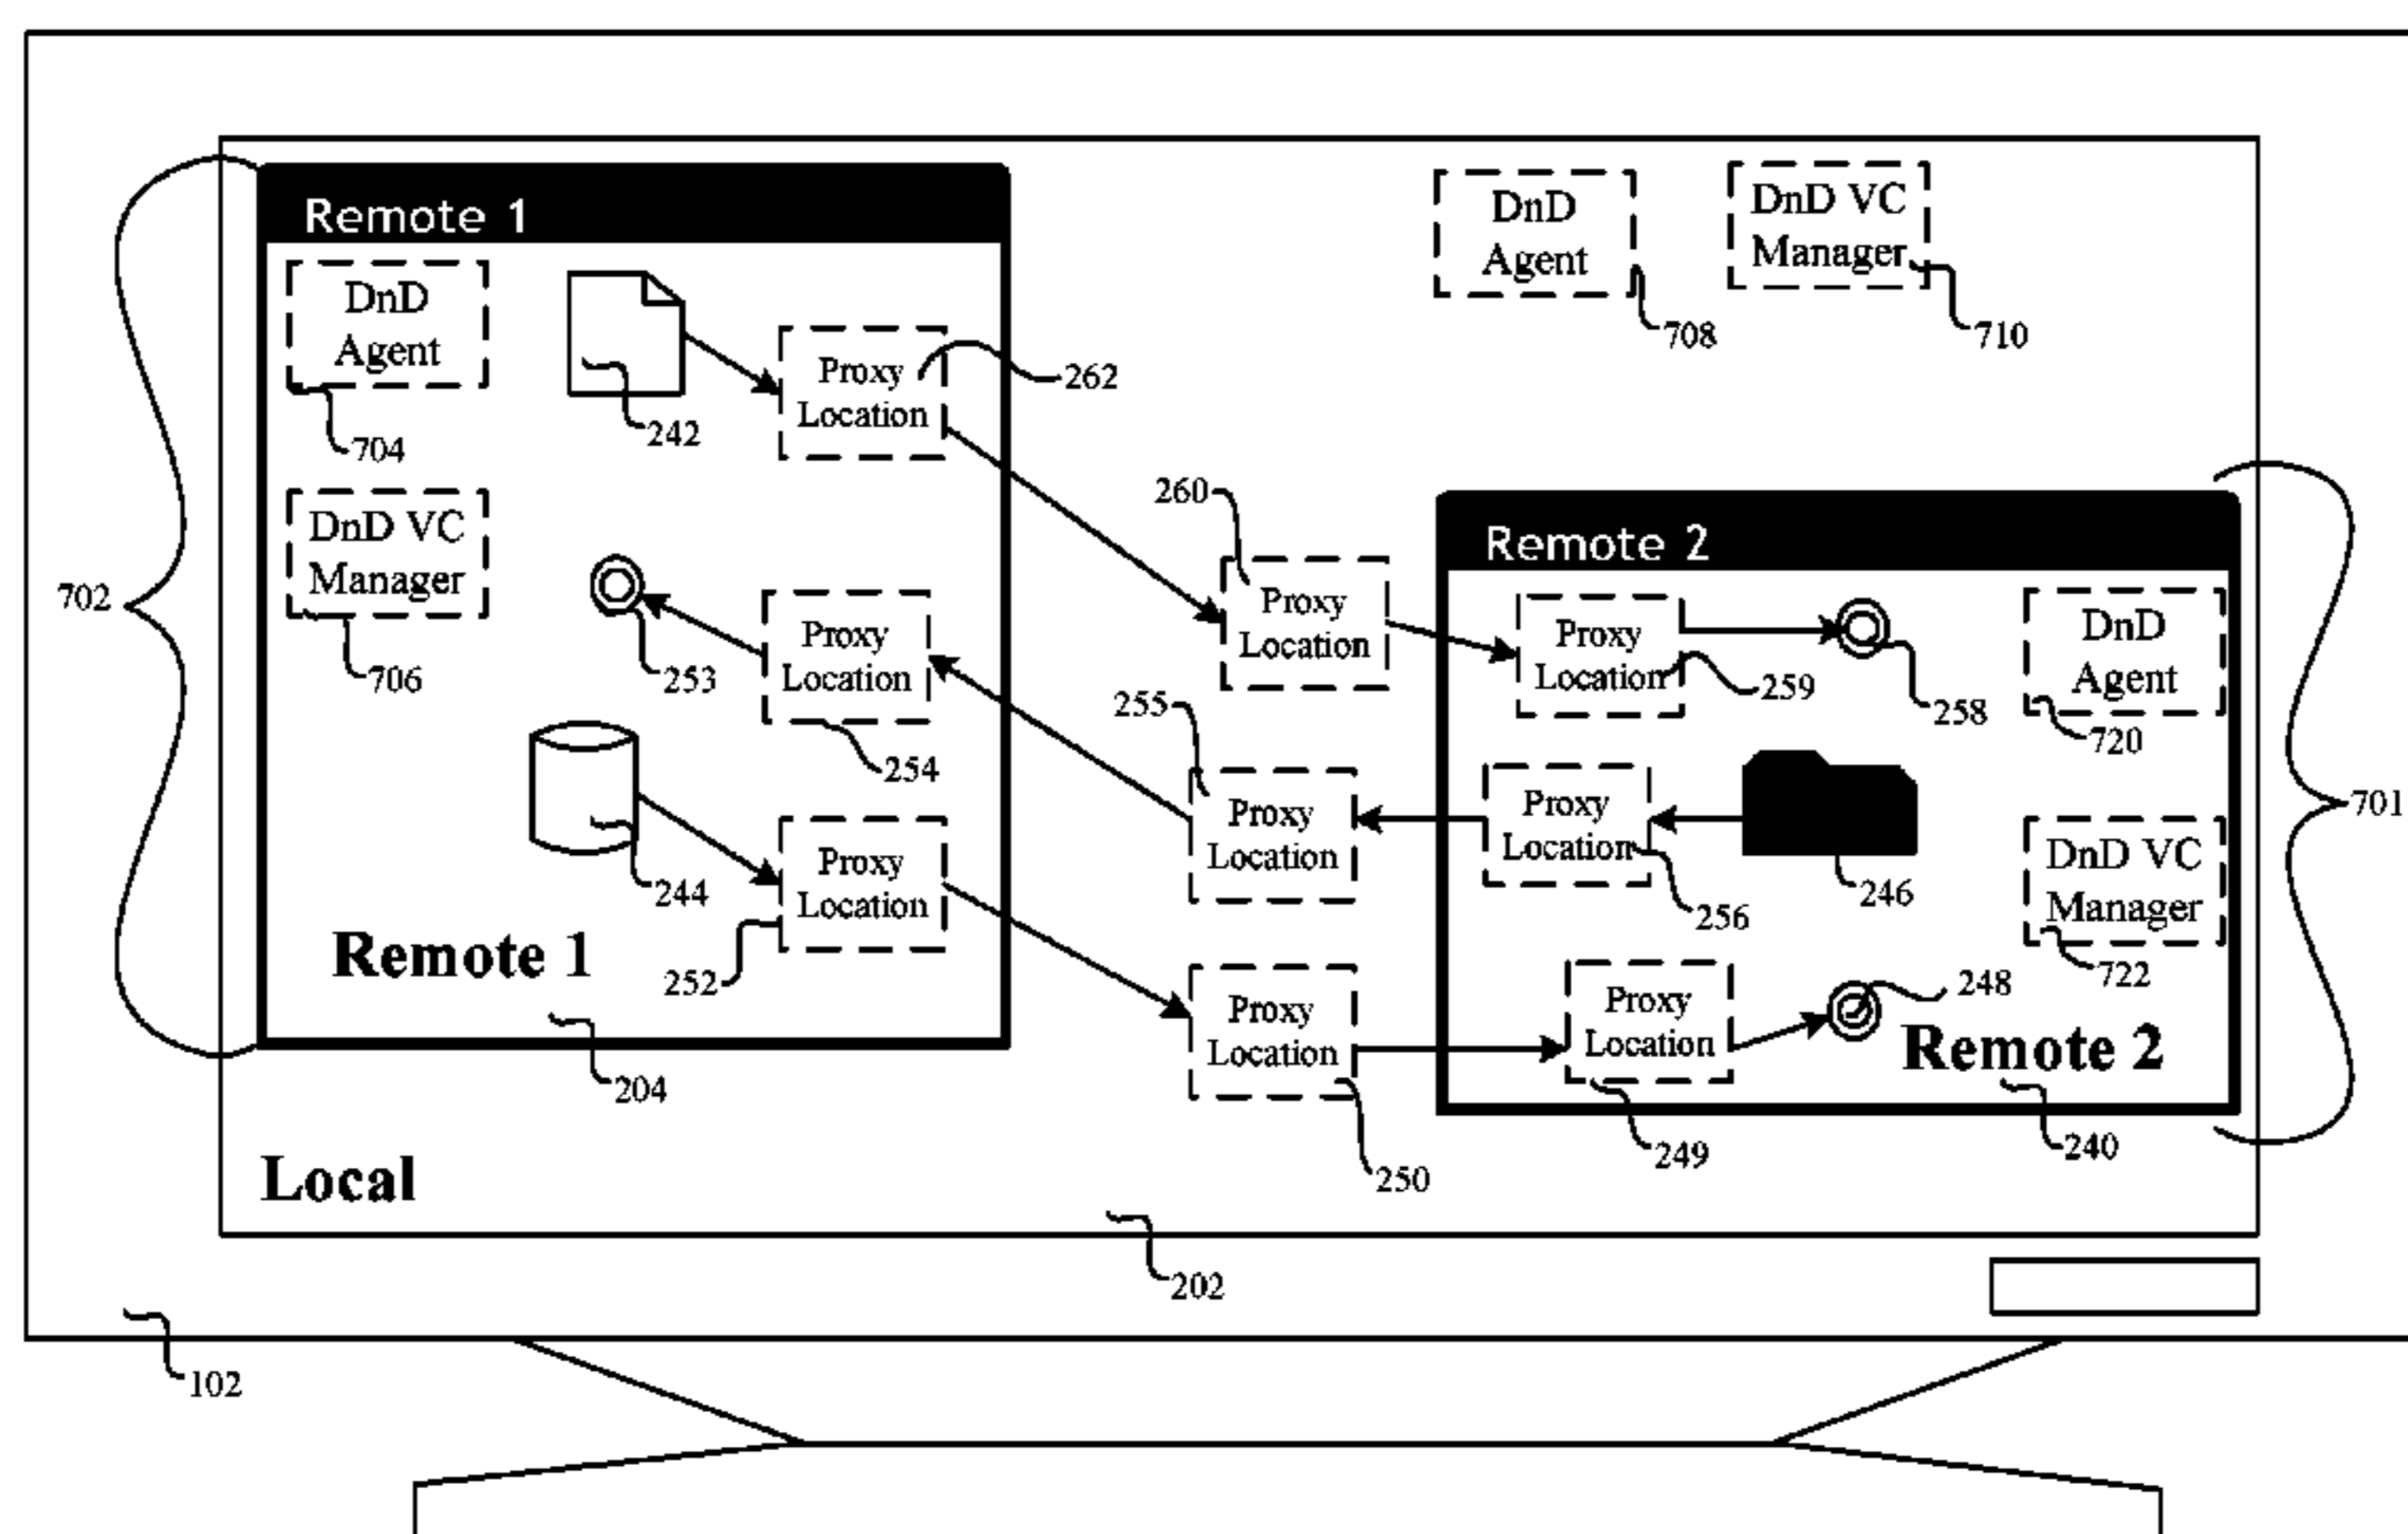 Remote 1
DnD
Agent
704
DnD VC
Manager
706
702
242
Proxy
Location
262
253
Proxy
Location
254
244
Proxy
Location
252
Remote 1
204
DnD
Agent
708
DnD VC
Manager
710
260
Proxy
Location
255
Proxy
Location
Proxy
Location
250
Remote 2
Proxy
Location
259
258
DnD
Agent
720
Proxy
Location
256
246
DnD VC
Manager
722
701
Proxy
Location
249
248
Remote 2
240
Local
202
102